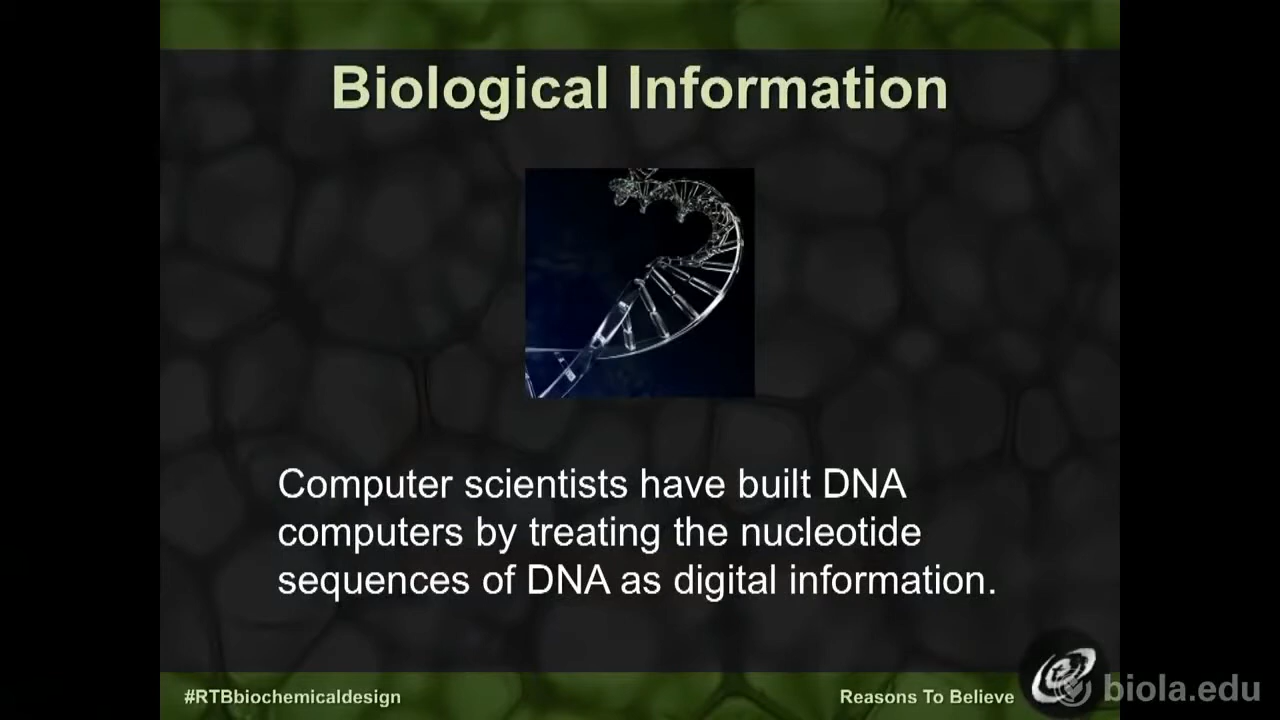 Biological Information
Computer scientists have built DNA
computers by treating the nucleotide
sequences of DNA as digital information.
#RTBbiochemicaldesign
Reasons To Believe
biola.edu